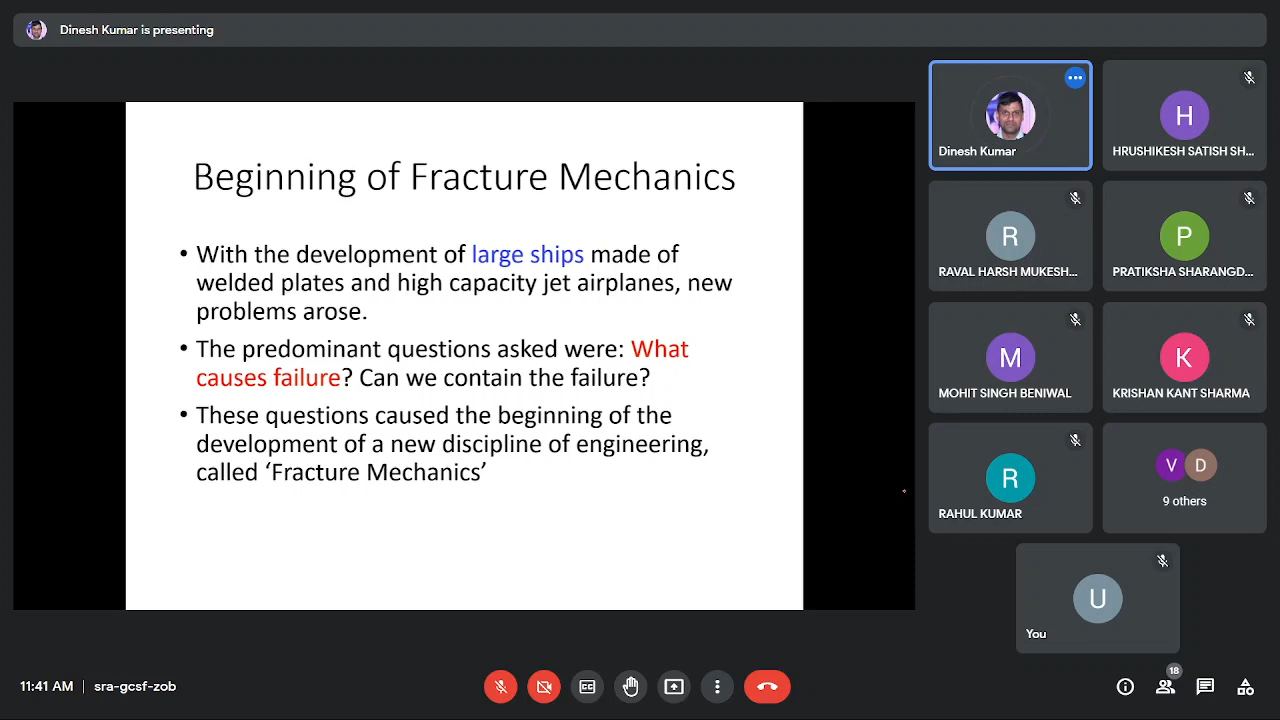 Dinesh Kumar is presenting
Beginning of Fracture Mechanics
• With the development of large ships made of
welded plates and high capacity jet airplanes, new
problems arose.
• The predominant questions asked were: What
causes failure? Can we contain the failure?
• These questions caused the beginning of the
development of a new discipline of engineering,
called ‘Fracture Mechanics’
Dinesh Kumar
H
HRUSHIKESH SATISH SH...
R
RAVAL HARSH MUKESH...
P
PRATIKSHA SHARANGD...
M
MOHIT SINGH BENIWAL
K
KRISHAN KANT SHARMA
R
RAHUL KUMAR
V D
9 others
U
You
11:41 AM | sra-gcsf-zob
CC
18